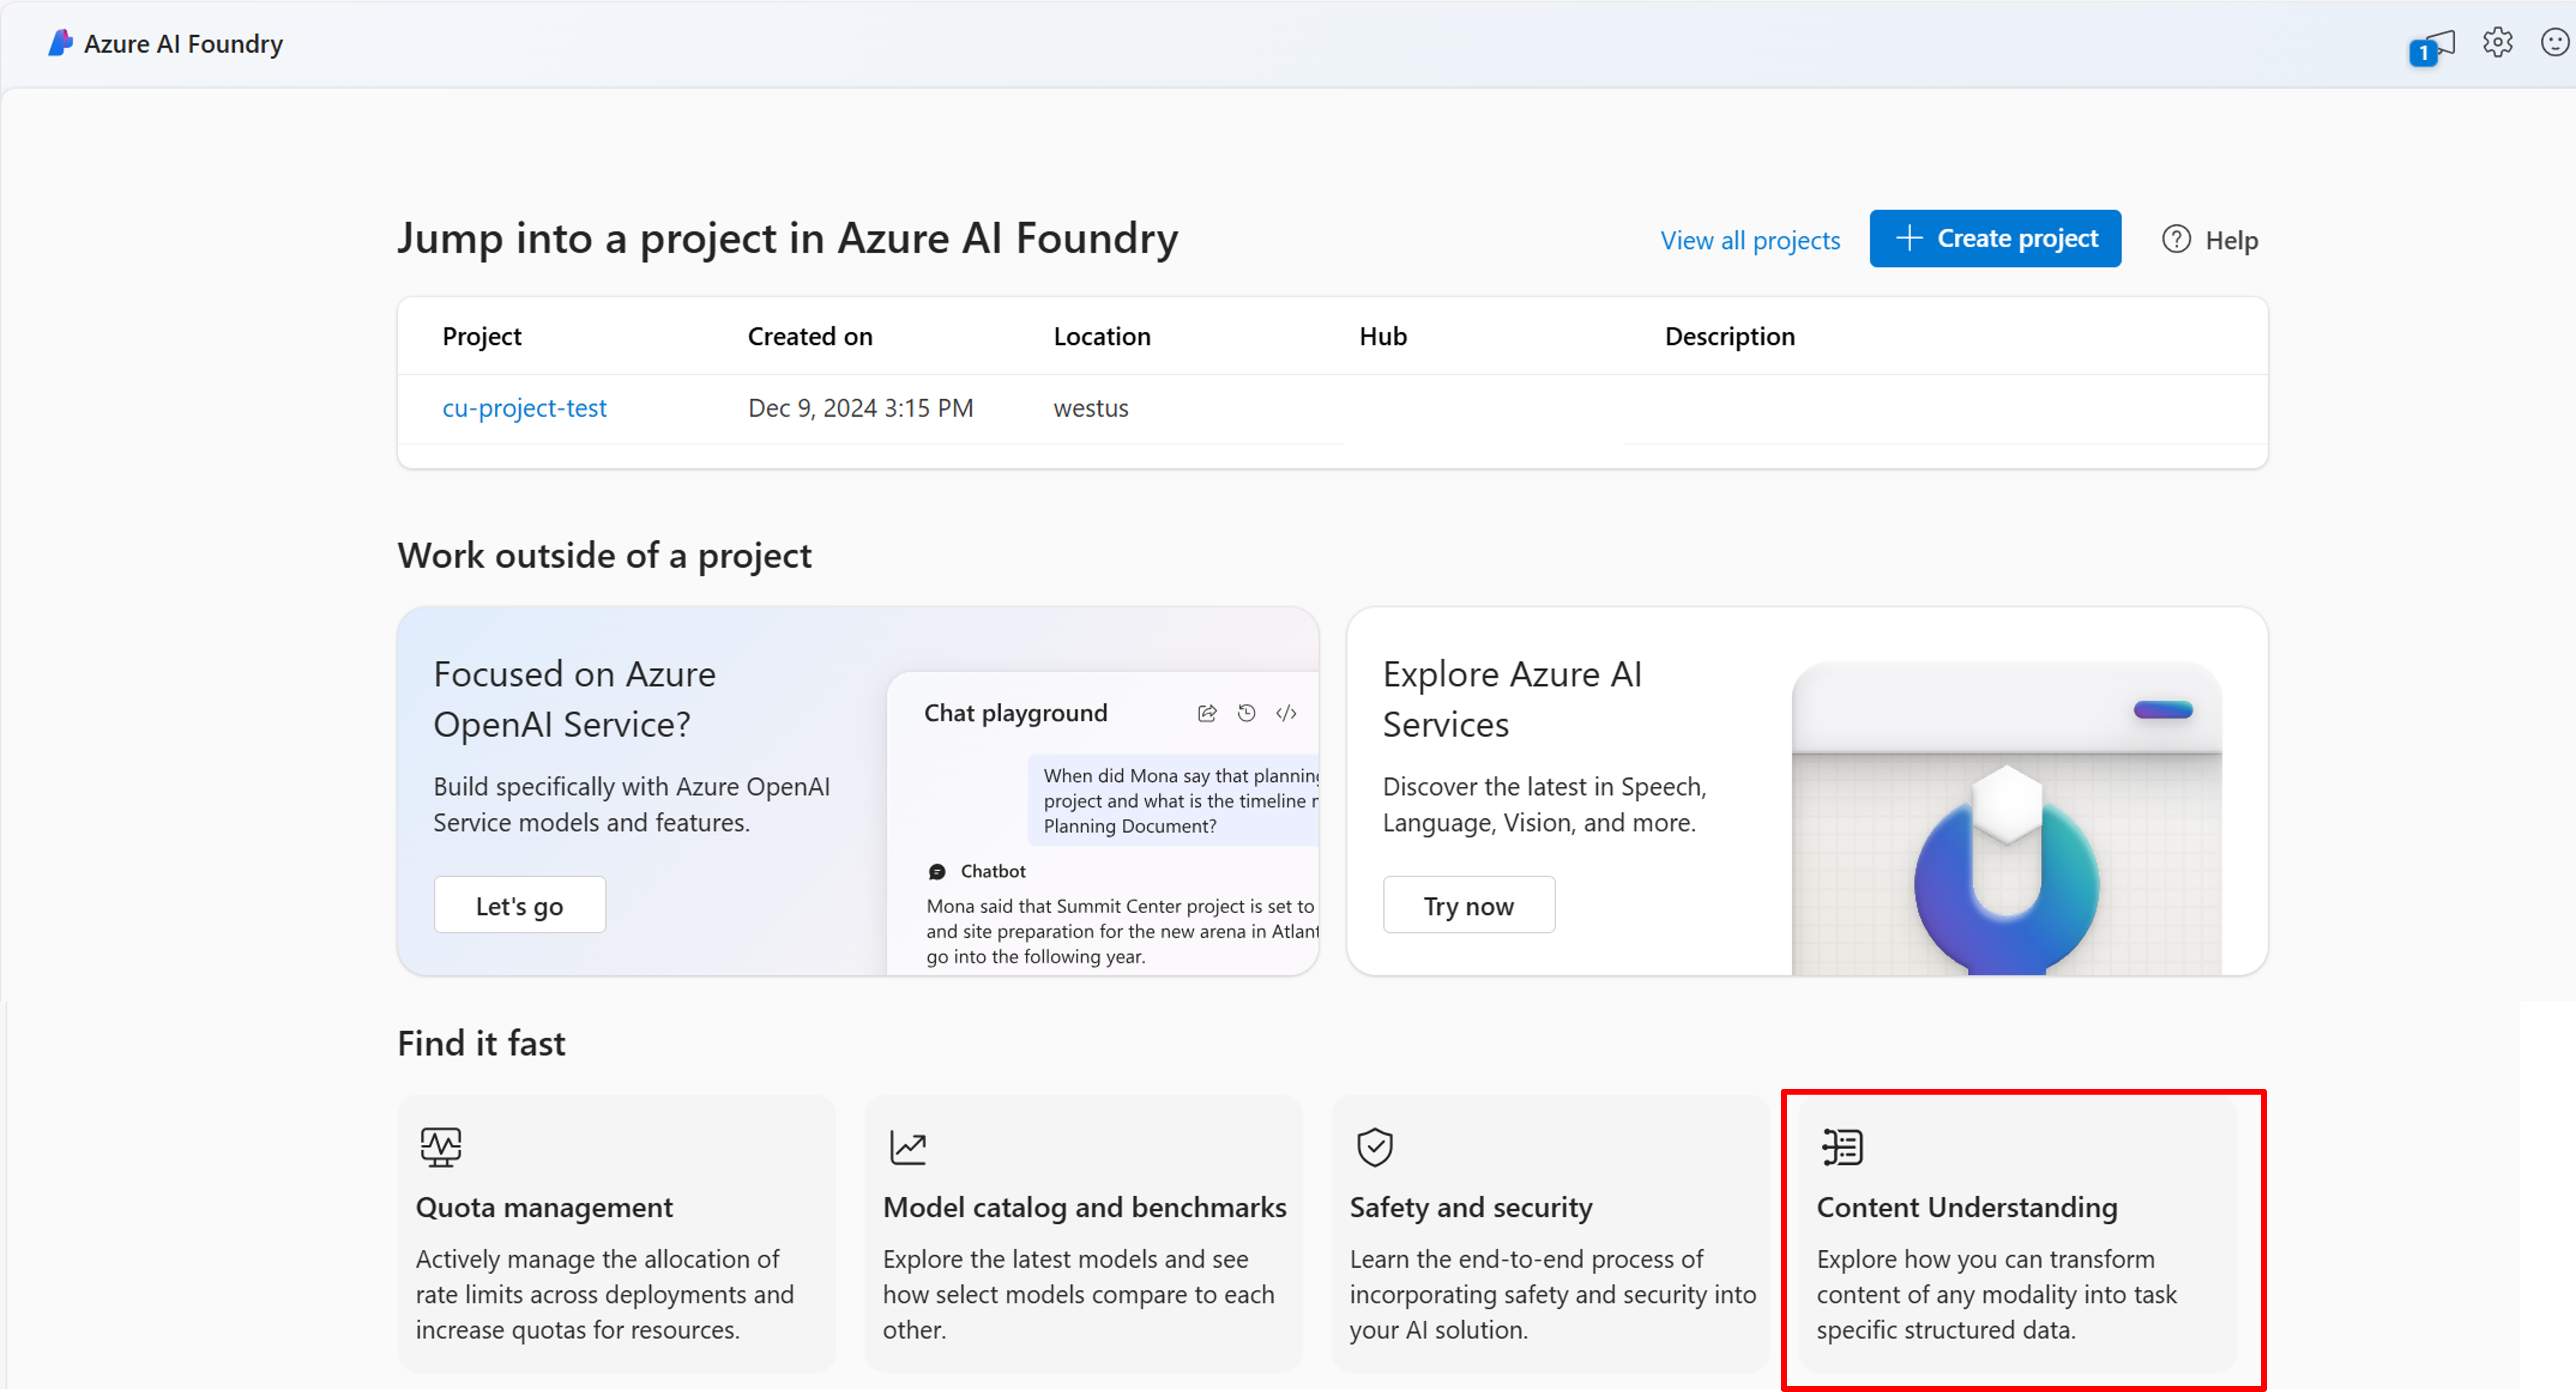 Azure AI Foundry
1
Jump into a project in Azure AI Foundry
View all projects
Create project
Help
Project Created on Location Hub Description
cu-project-test Dec 9, 2024 3:15 PM westus
Work outside of a project
Focused on Azure
OpenAI Service?
Build specifically with Azure OpenAI
Service models and features.
Let's go
Chat playground
When did Mona say that planning
project and what is the timeline
Planning Document?
Chatbot
Mona said that Summit Center project is set to
and site preparation for the new arena in
go into the following year.
Explore Azure AI
Services
Discover the latest in Speech,
Language, Vision, and more.
Try now
Find it fast
Quota management
Actively manage the allocation of
rate limits across deployments and
increase quotas for resources.
Model catalog and benchmarks
Explore the latest models and see
how select models compare to each
other.
Safety and security
Learn the end-to-end process of
incorporating safety and security into
your AI solution.
Content Understanding
Explore how you can transform
content of any modality into task
specific structured data.